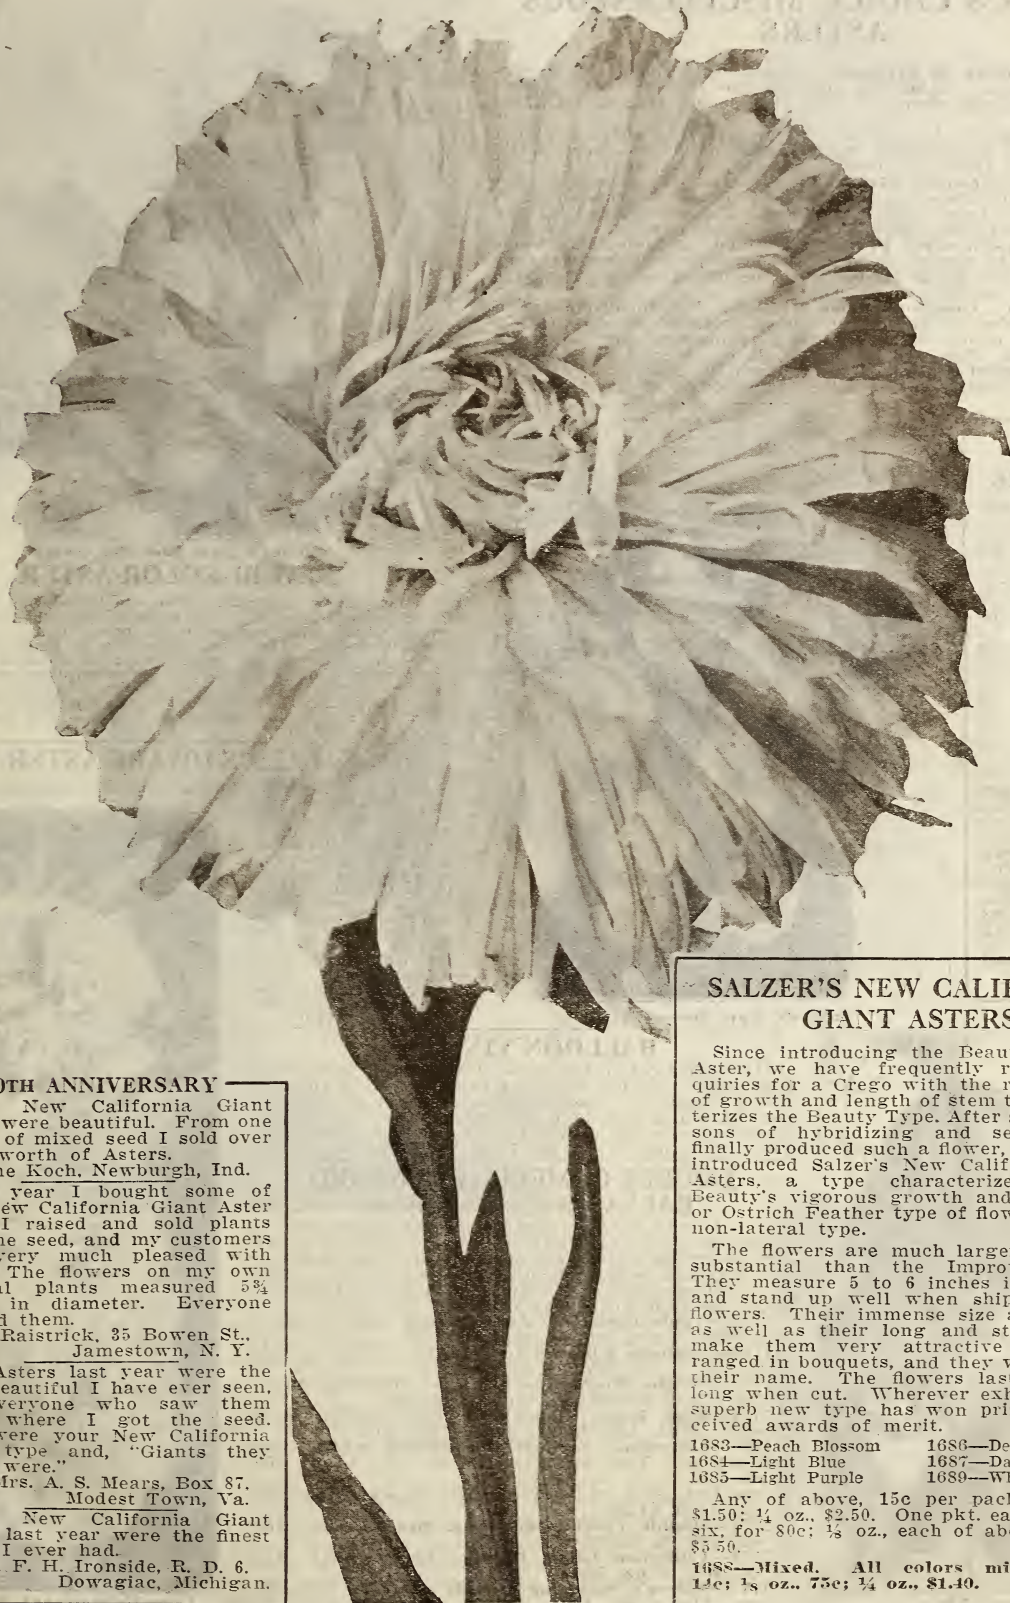 0TH ANNIVERSARY
New California Giant
were beautiful. From one
of mixed seed I sold over
worth of Asters.
Koch, Newburgh, Ind.
year I bought some of
New California Giant Aster
I raised and sold plants
seed, and my customers
very much pleased with
The flowers on my own
plants measured 5¾
in diameter. Everyone
them.
Raistrick, 35 Bowen St.,
Jamestown, N. Y.
Asters last year were the
beautiful I have ever seen,
everyone who saw them
where I got the seed.
were your New California
type and, "Giants they
were."
Mrs. A. S. Mears, Box 87.
Modest Town, Va.
New California Giant
last year were the finest
I ever had.
F. H. Ironside, R. D. 6.
Dowagiac, Michigan.
SALZER'S NEW CALIF
GIANT ASTERS
Since introducing the Beau
Aster, we have frequently r
quiries for a Crego with the r
of growth and length of stem t
terizes the Beauty Type. After
sons of hybridizing and se
finally produced such a flower,
introduced Salzer's New Calif
Asters, a type characterize
Beauty's vigorous growth and
or Ostrich Feather type of flow
non-lateral type.
The flowers are much large
substantial than the Impro
They measure 5 to 6 inches i
and stand up well when ship
flowers. Their immense size a
as well as their long and st
make them very attractive
ranged in bouquets, and they w
their name. The flowers las
long when cut. Wherever exh
superb new type has won pri
ceived awards of merit.
1683—Peach Blossom 1686—De
1684—Light Blue 1687—Da
1685—Light Purple 1689—Wh
Any of above, 15c per pac
$1.50; ¼ oz., $2.50. One pkt. ea
six, for 80c; ⅛ oz., each of ab
$5.50.
1688—Mixed. All colors mi
14c; ⅛ oz., 75c; ¼ oz., $1.40.